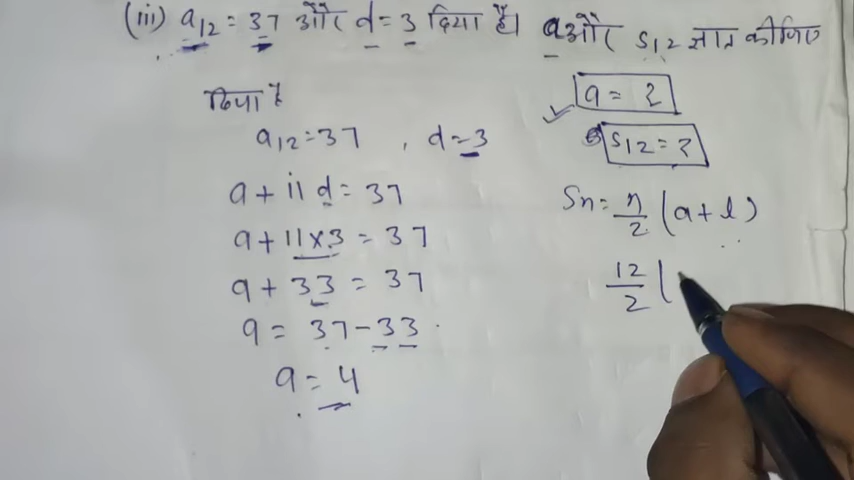 (iii) a12 = 37 और d = 3 दिया है। a और S12 ज्ञात कीजिए
दिया है
a12 = 37 , d = 3
a + 11d = 37
a + 11×3 = 37
a + 33 = 37
a = 37 - 33
a = 4
a = ?
S12 = ?
Sn = n/2 (a + l)
12/2 (